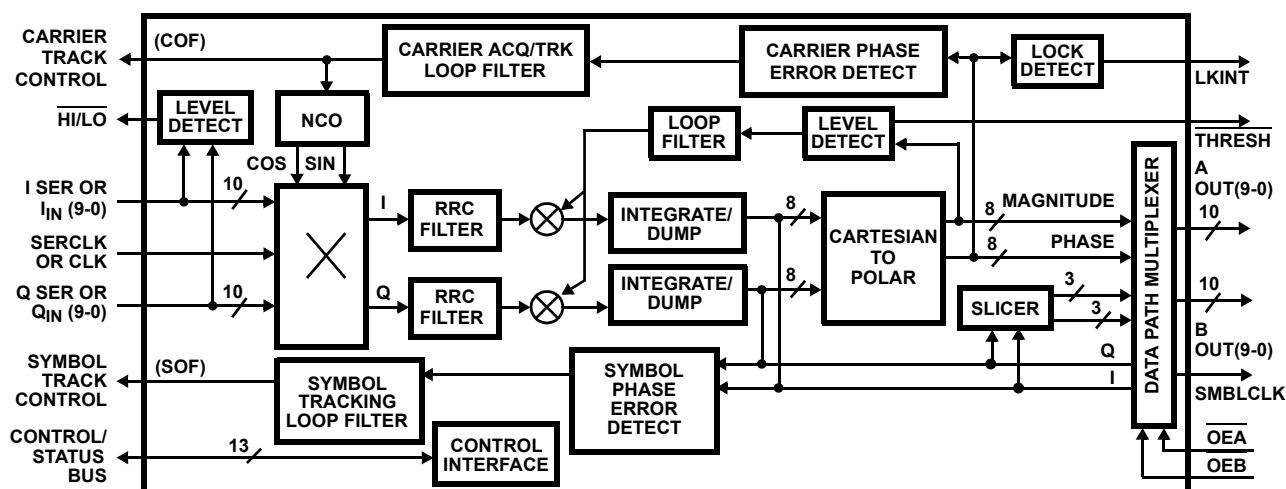 CARRIER
TRACK
CONTROL
(COF)
CARRIER ACQ/TRK
LOOP FILTER
CARRIER PHASE
ERROR DETECT
LOCK
DETECT
LKINT
HI/LO
LEVEL
DETECT
NCO
LOOP
FILTER
LEVEL
DETECT
THRESH
COS
SIN
I SER OR
I_IN (9-0)
10
I
RRC
FILTER
INTEGRATE/
DUMP
8
CARTESIAN
TO
POLAR
MAGNITUDE
8
PHASE
8
DATA PATH MULTIPLEXER
A
OUT(9-0)
10
SERCLK
OR CLK
Q SER OR
Q_IN (9-0)
10
Q
RRC
FILTER
INTEGRATE/
DUMP
8
SLICER
3
3
10
B
OUT(9-0)
SYMBOL
TRACK
CONTROL
(SOF)
SYMBOL
TRACKING
LOOP FILTER
SYMBOL
PHASE
ERROR
DETECT
Q
I
SMBLCLK
CONTROL/
STATUS
BUS
13
CONTROL
INTERFACE
OEA
OEB